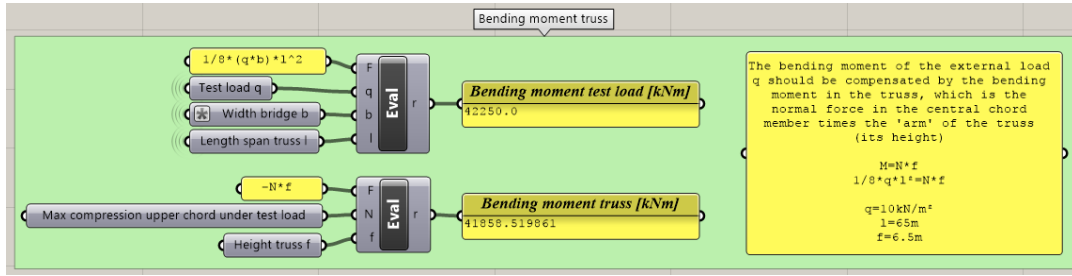 Bending moment truss
1/8*(q*b)*l^2
Test load q
Width bridge b
Length span truss l
F
q
b
l
Eval
r
Bending moment test load [kNm]
42250.0
-N*f
Max compression upper chord under test load
Height truss f
F
N
f
Eval
r
Bending moment truss [kNm]
41858.519861
The bending moment of the external load
q should be compensated by the bending
moment in the truss, which is the
normal force in the central chord
member times the 'arm' of the truss
(its height)
M=N*f
1/8*q*l²=N*f
q=10kN/m²
l=65m
f=6.5m